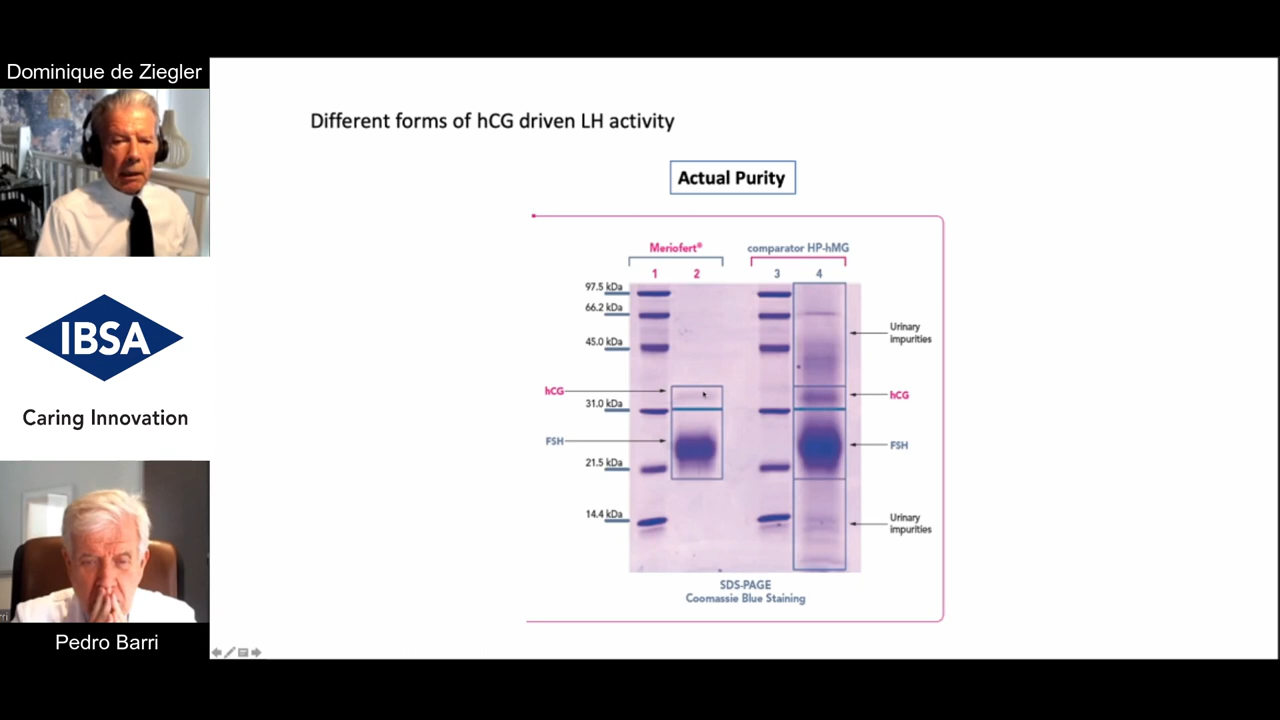 Dominique de Ziegler
IBSA
Caring Innovation
Pedro Barri
Different forms of hCG driven LH activity
Actual Purity
Meriofert®
comparator HP-hMG
1 2 3 4
97.5 kDa
66.2 kDa
45.0 kDa
hCG
31.0 kDa
FSH
21.5 kDa
14.4 kDa
Urinary
impurities
hCG
FSH
Urinary
impurities
SDS-PAGE
Coomassie Blue Staining